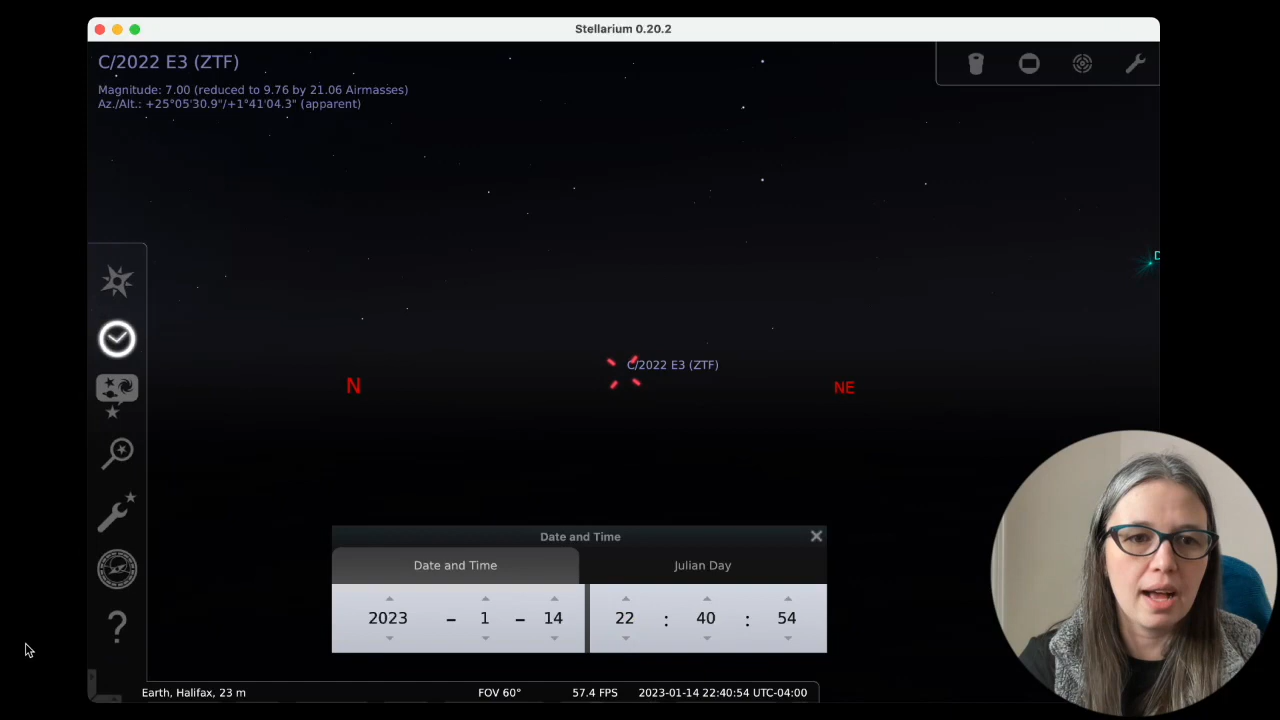 Stellarium 0.20.2
C/2022 E3 (ZTF)
Magnitude: 7.00 (reduced to 9.76 by 21.06 Airmasses)
Az./Alt.: +25°05'30.9"/+1°41'04.3" (apparent)
D
C/2022 E3 (ZTF)
N
NE
Date and Time
Date and Time Julian Day
2023 – 1 – 14 22 : 40 : 54
?
Earth, Halifax, 23 m FOV 60° 57.4 FPS 2023-01-14 22:40:54 UTC-04:00